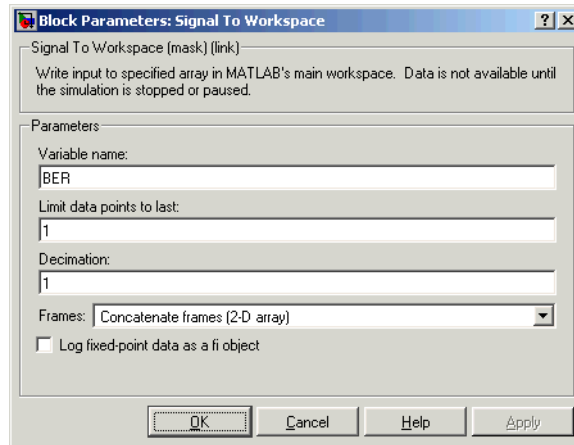 Block Parameters: Signal To Workspace
Signal To Workspace (mask) (link)
Write input to specified array in MATLAB's main workspace. Data is not available until
the simulation is stopped or paused.
Parameters
Variable name:
BER
Limit data points to last:
1
Decimation:
1
Frames: Concatenate frames (2-D array)
Log fixed-point data as a fi object
OK Cancel Help Apply